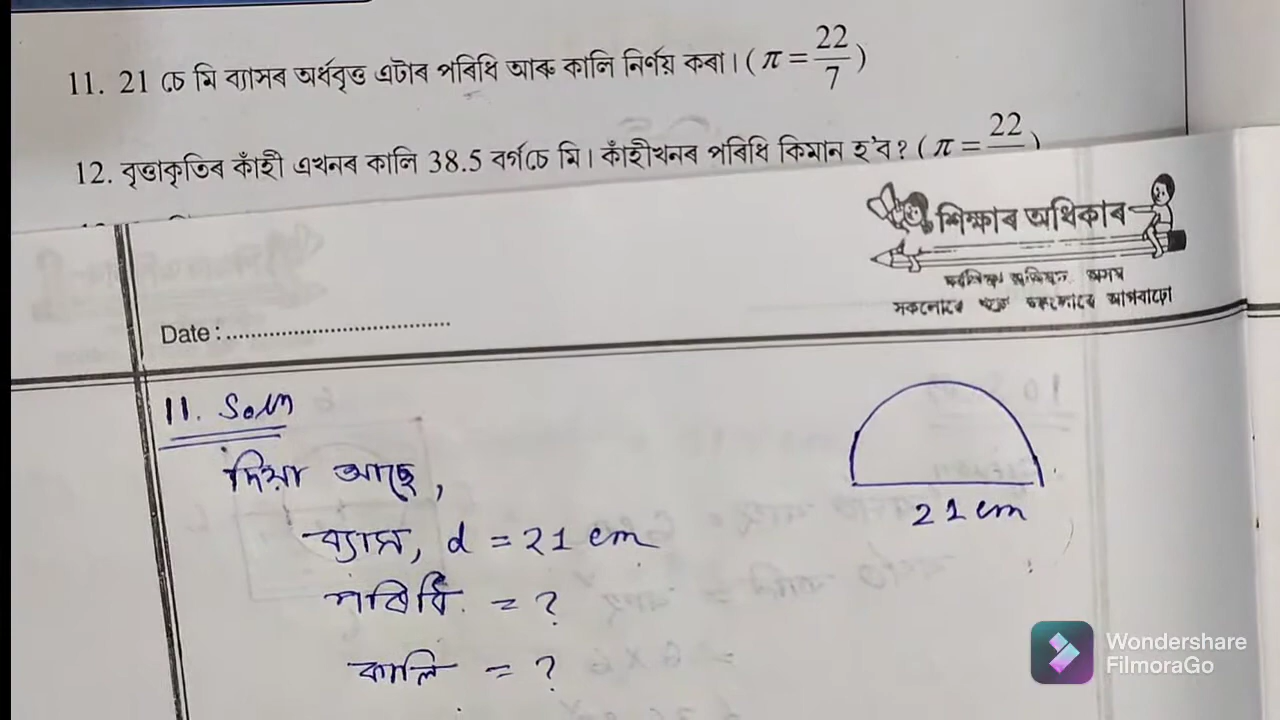 11. 21 চে মি ব্যাসৰ অৰ্ধবৃত্ত এটাৰ পৰিধি আৰু কালি নিৰ্ণয় কৰা। ( π = 22/7 )
12. বৃত্তাকৃতিৰ কাঁহী এখনৰ কালি 38.5 বৰ্গচে মি। কাঁহীখনৰ পৰিধি কিমান হ'ব? ( π = 22
শিক্ষাৰ অধিকাৰ
সকলোৱে
Date :
11. Soln
দিয়া আছে,
21 cm
ব্যাস, d = 21 cm
পৰিধি = ?
কালি = ?
Wondershare
FilmoraGo